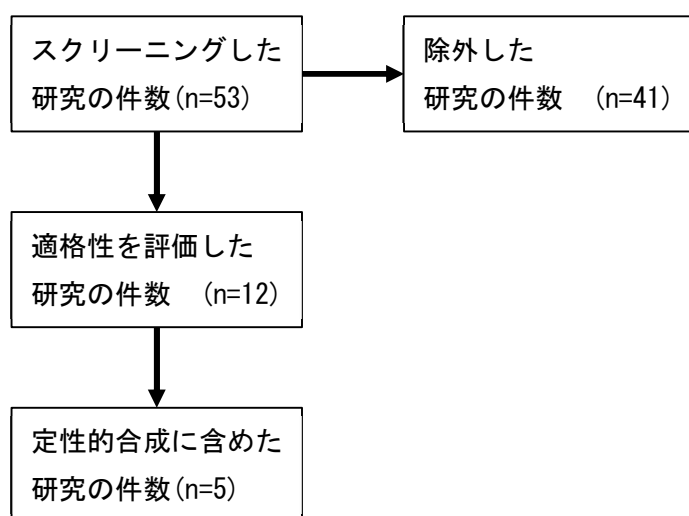 スクリーニングした
研究の件数(n=53)
除外した
研究の件数　(n=41)
適格性を評価した
研究の件数　(n=12)
定性的合成に含めた
研究の件数(n=5)